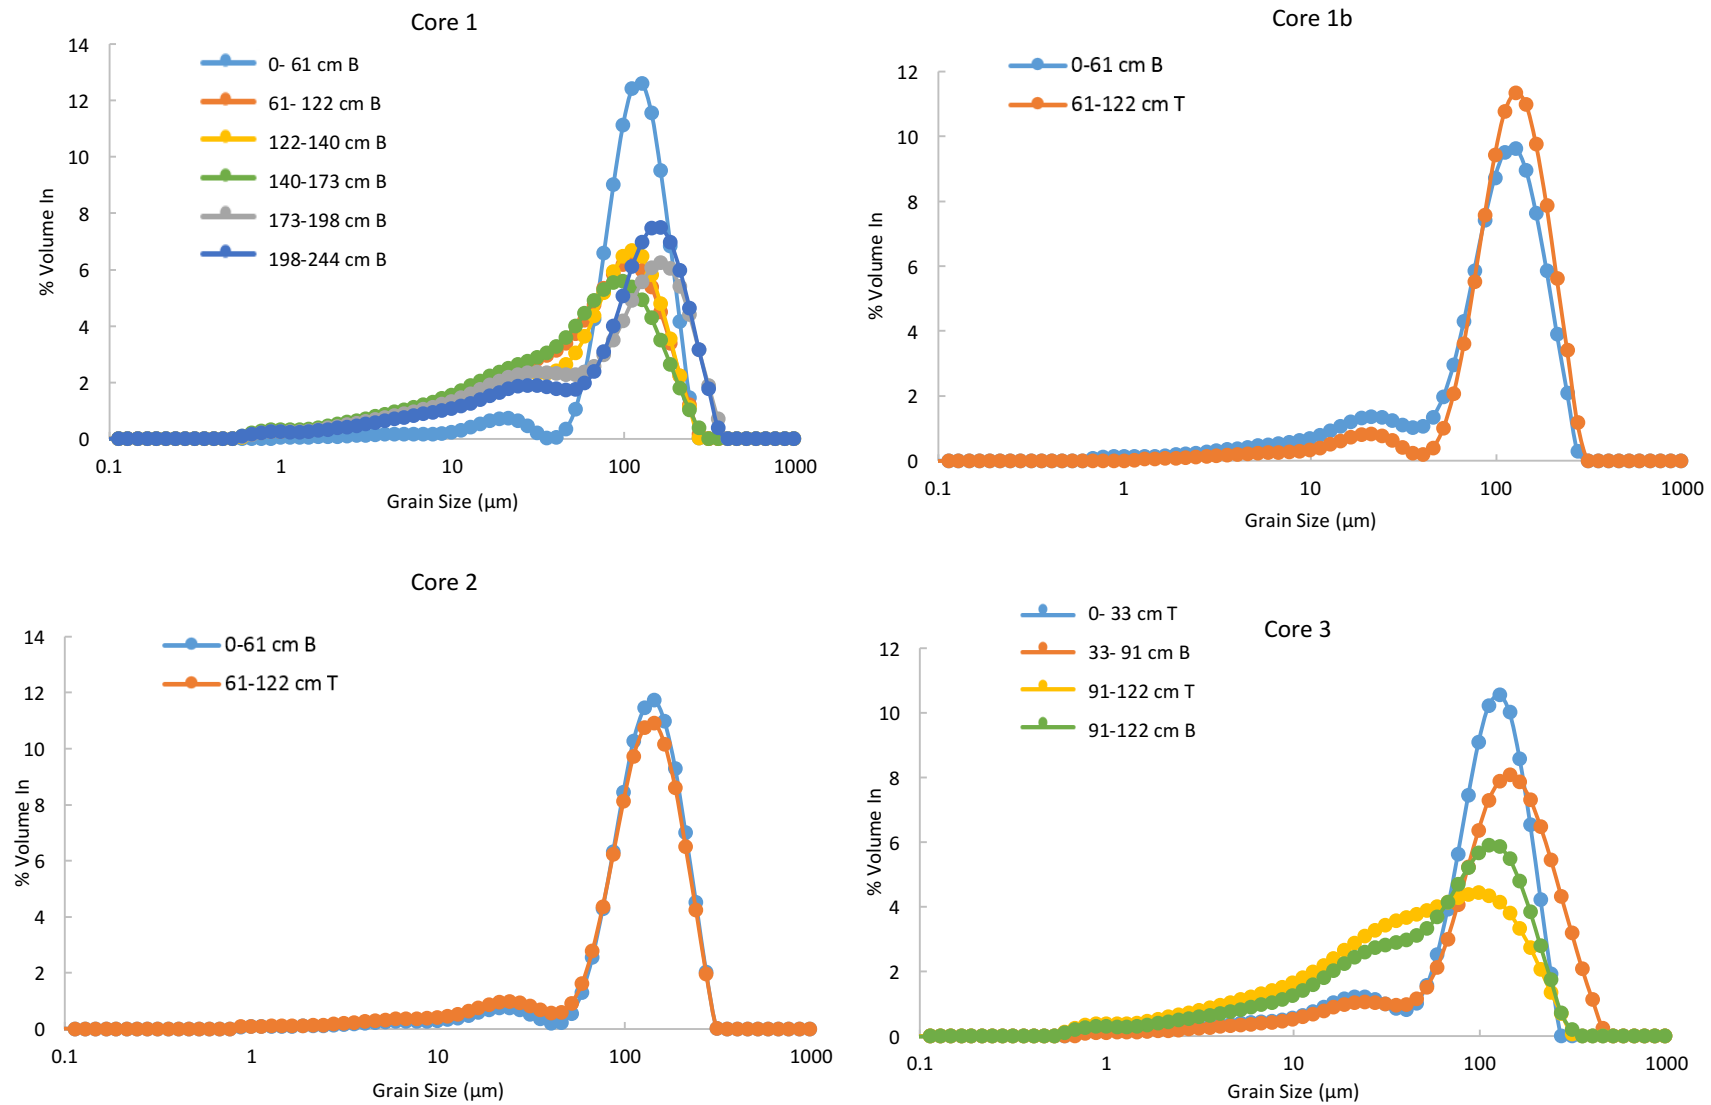 Core 1
14
12
10
8
6
4
2
0
% Volume In
0- 61 cm B
61- 122 cm B
122-140 cm B
140-173 cm B
173-198 cm B
198-244 cm B
0.1 1 10 100 1000
Grain Size (µm)
Core 1b
12
10
8
6
4
2
0
% Volume In
0-61 cm B
61-122 cm T
0.1 1 10 100 1000
Grain Size (µm)
Core 2
14
12
10
8
6
4
2
0
% Volume In
0-61 cm B
61-122 cm T
0.1 1 10 100 1000
Grain Size (µm)
Core 3
12
10
8
6
4
2
0
% Volume In
0- 33 cm T
33- 91 cm B
91-122 cm T
91-122 cm B
0.1 1 10 100 1000
Grain Size (µm)